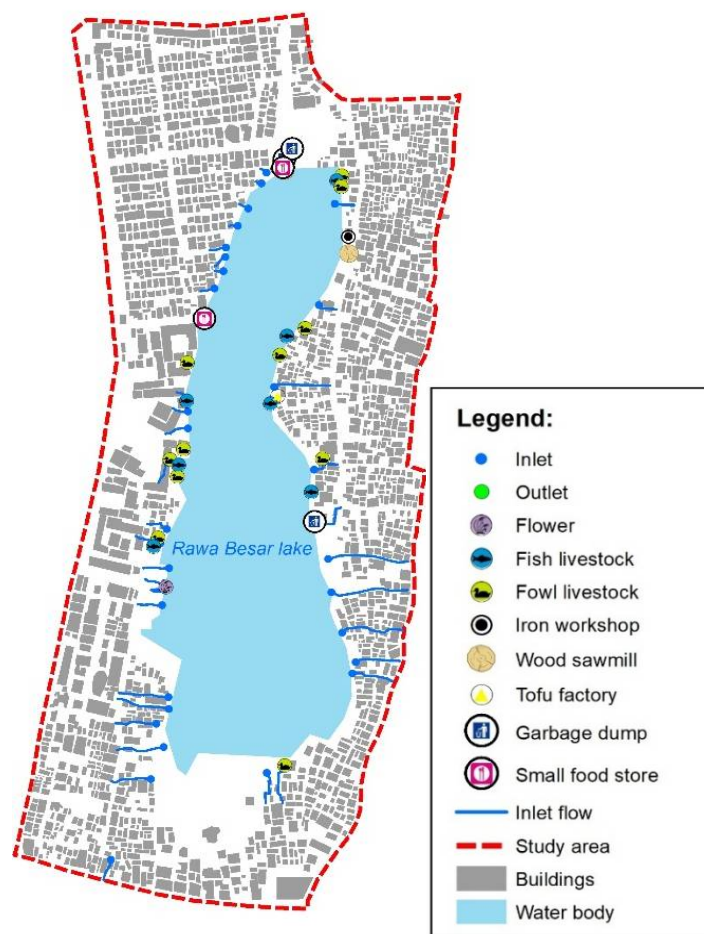 Rawa Besar lake
Legend:
Inlet
Outlet
Flower
Fish livestock
Fowl livestock
Iron workshop
Wood sawmill
Tofu factory
Garbage dump
Small food store
Inlet flow
Study area
Buildings
Water body